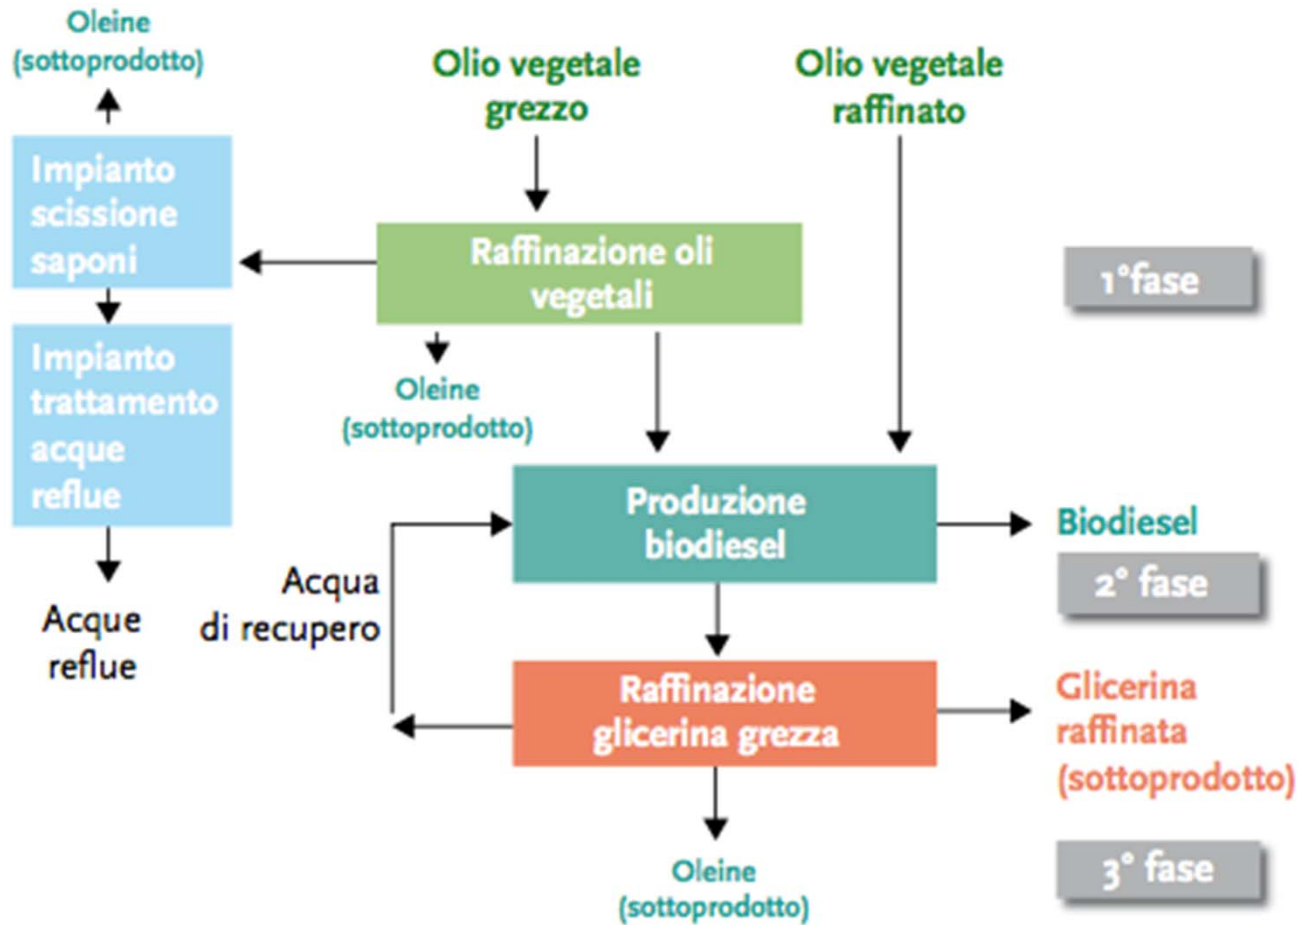 Oleine
(sottoprodotto)
Olio vegetale
grezzo
Olio vegetale
raffinato
Impianto
scissione
saponi
Raffinazione oli
vegetali
1°fase
Impianto
trattamento
acque
reflue
Oleine
(sottoprodotto)
Produzione
biodiesel
Biodiesel
2° fase
Acqua
di recupero
Acque
reflue
Raffinazione
glicerina grezza
Glicerina
raffinata
(sottoprodotto)
Oleine
(sottoprodotto)
3° fase